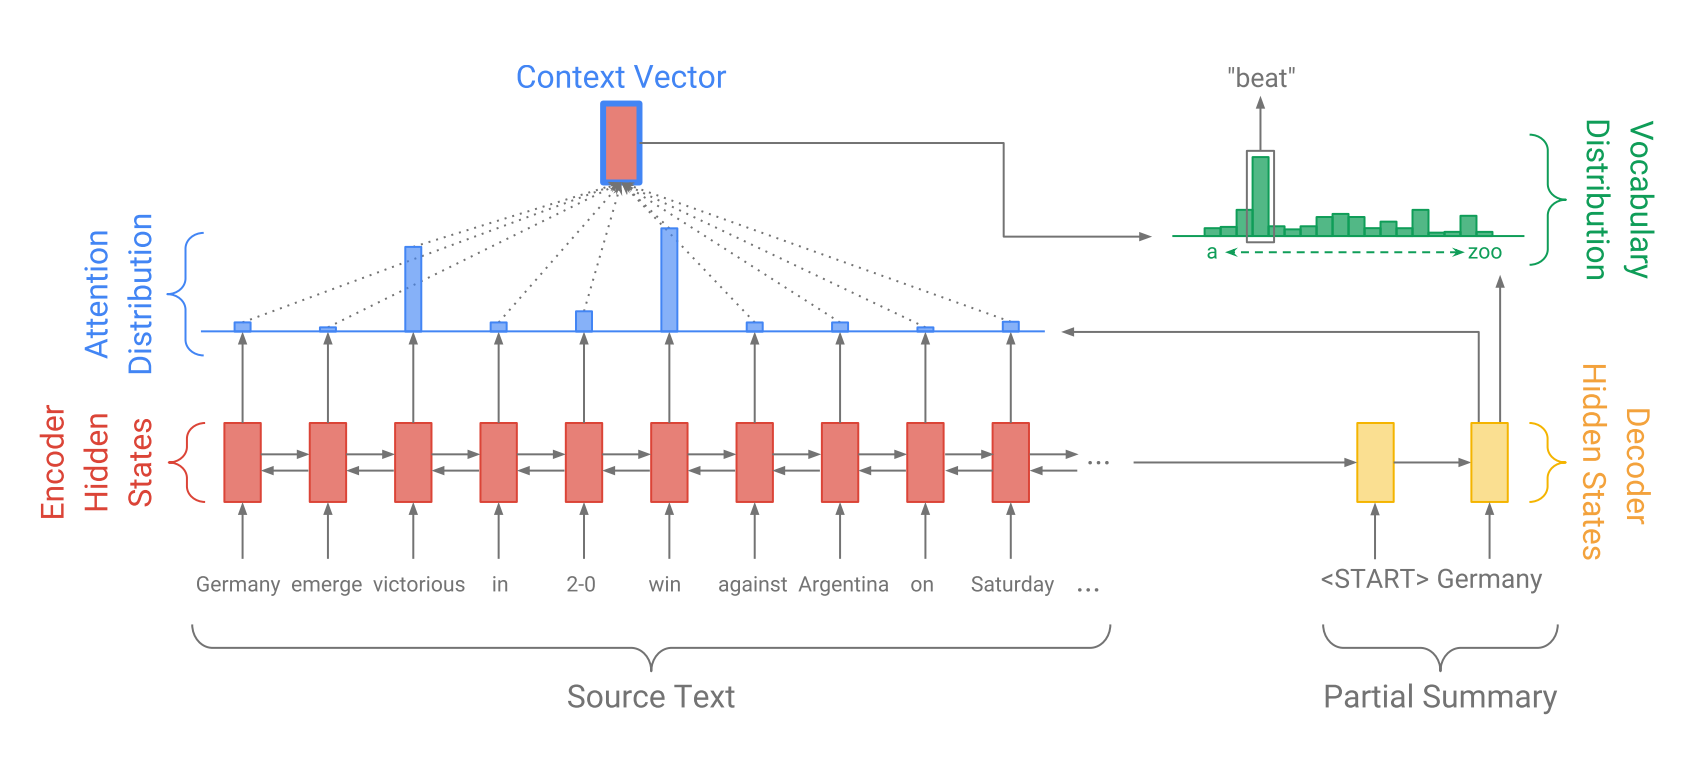 Context Vector
"beat"
Vocabulary
Distribution
a
zoo
Attention
Distribution
Encoder
Hidden
States
...
Decoder
Hidden States
Germany emerge victorious in 2-0 win against Argentina on Saturday ...
<START> Germany
Source Text
Partial Summary